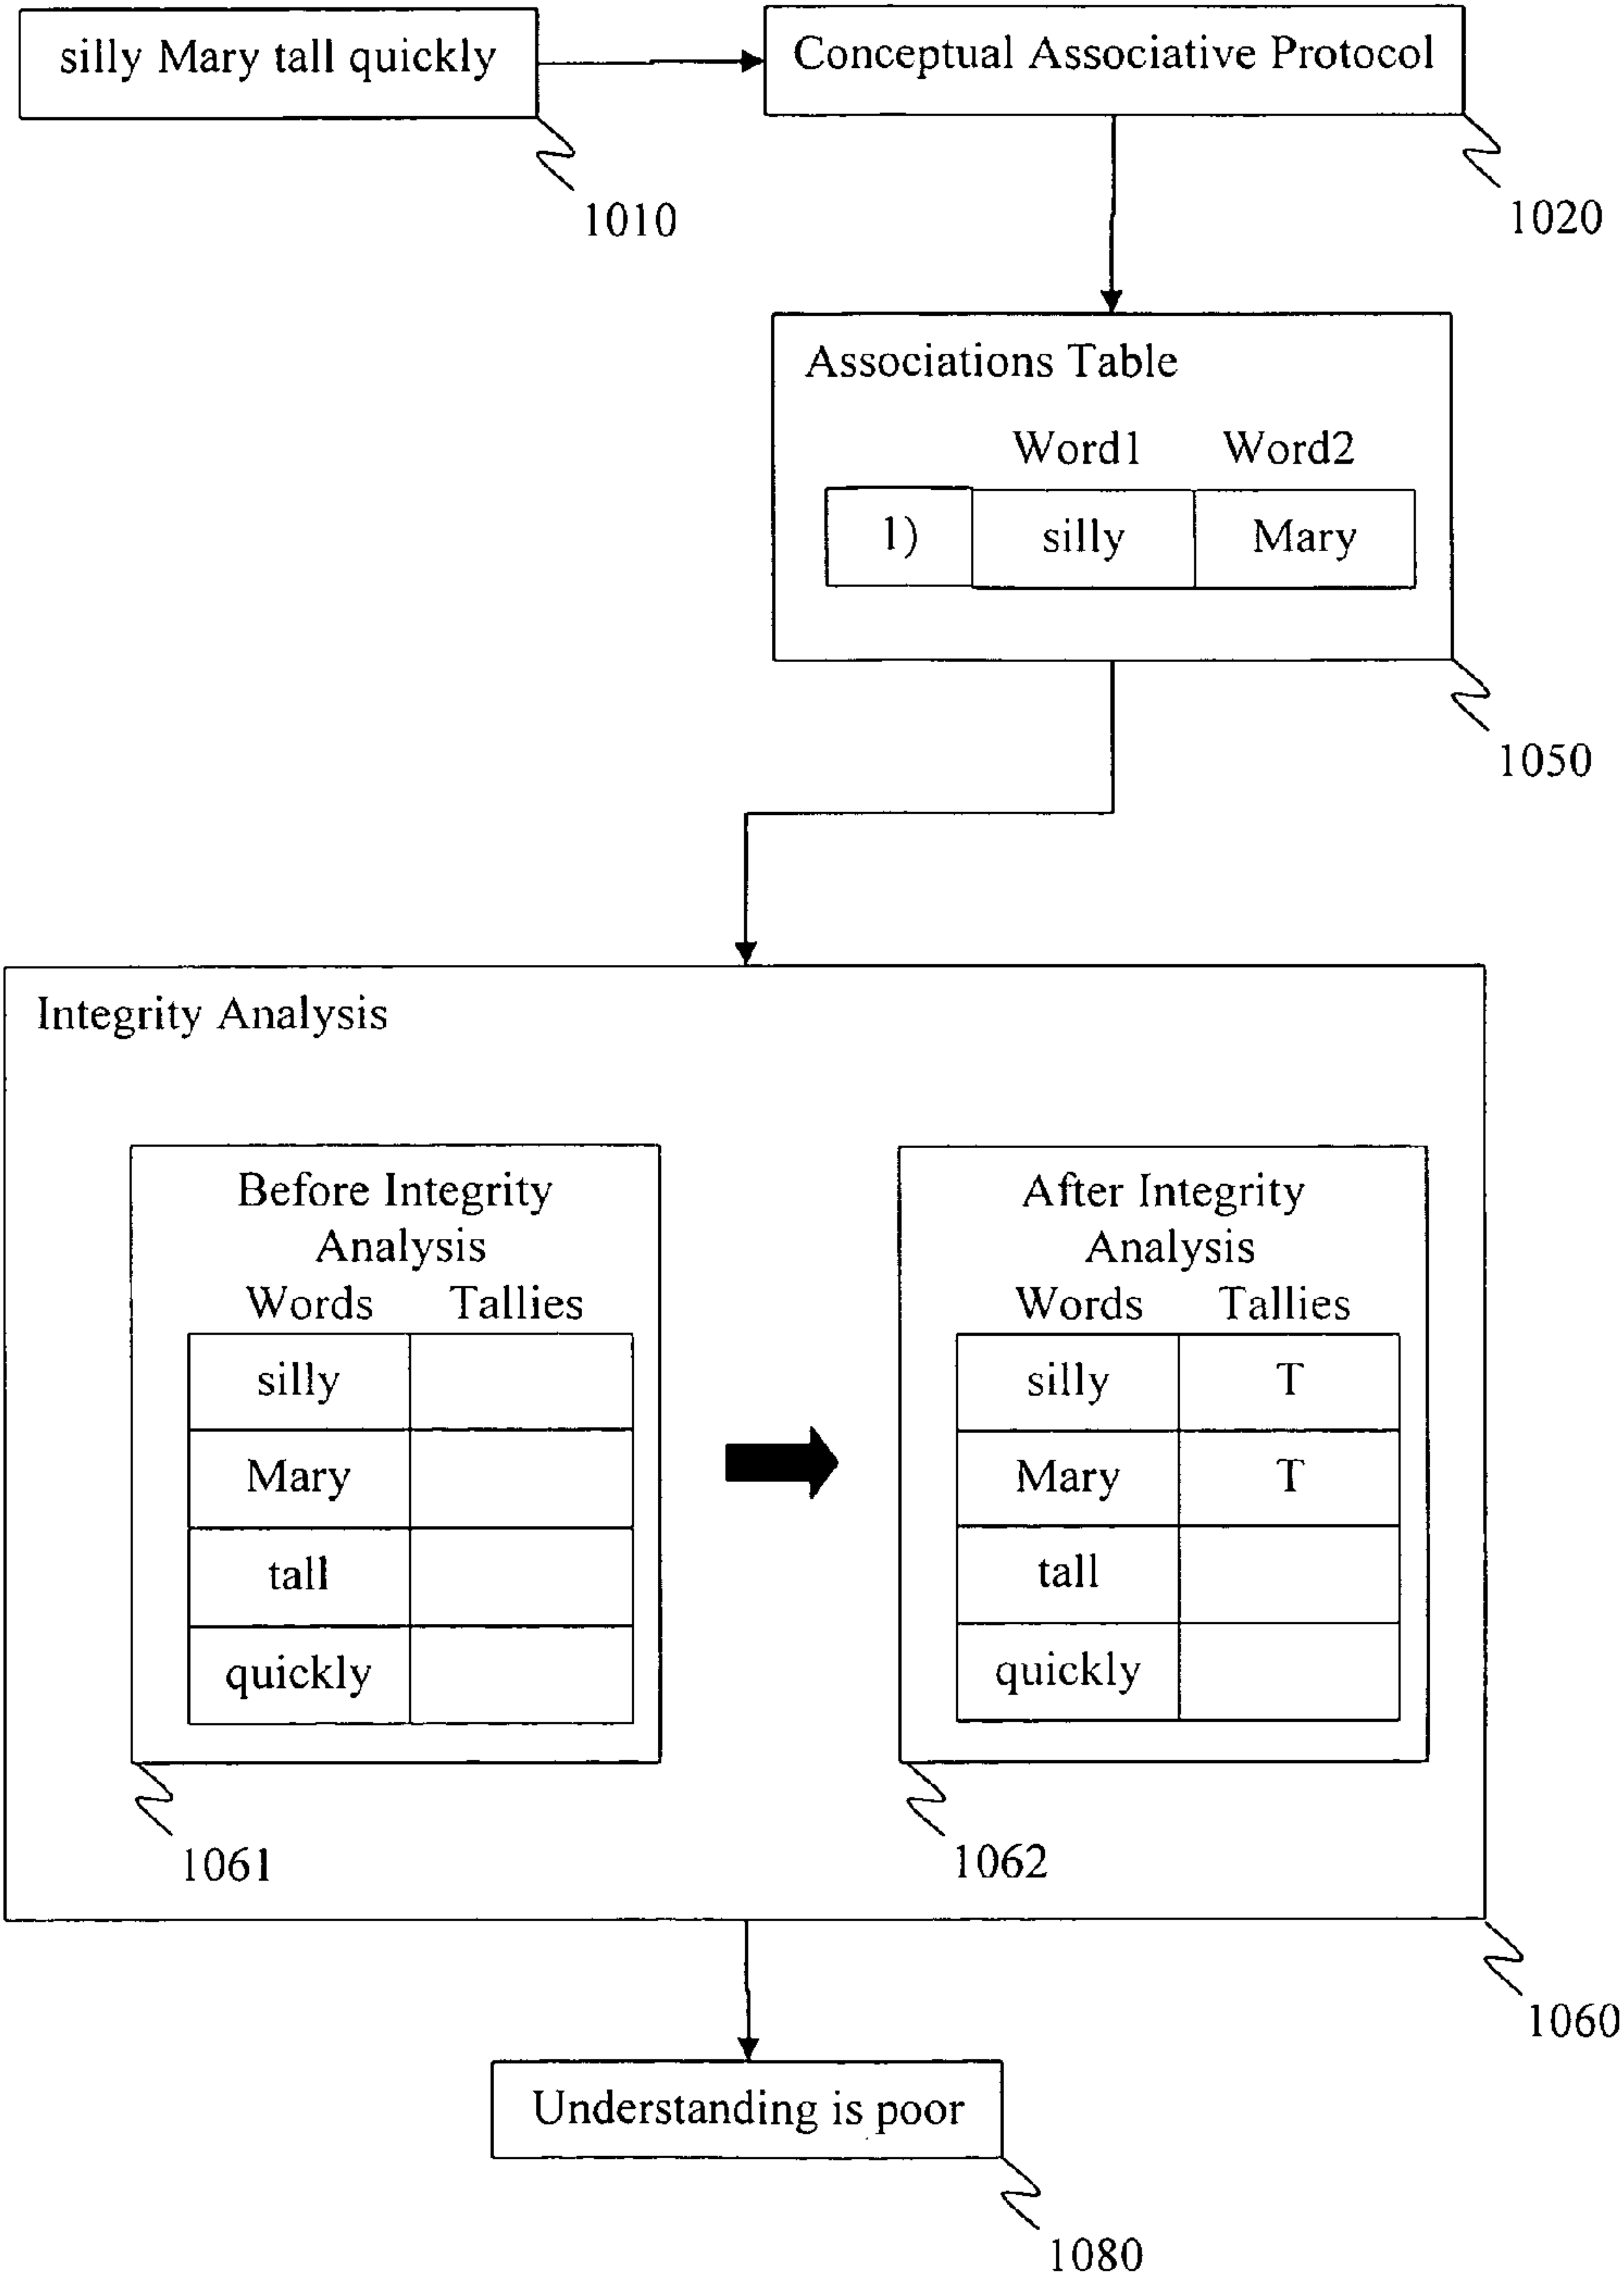 silly Mary tall quickly
Conceptual Associative Protocol
1010
1020
Associations Table
Word1 Word2
1) silly Mary
1050
Integrity Analysis
Before Integrity
Analysis
Words Tallies
silly
Mary
tall
quickly
1061
After Integrity
Analysis
Words Tallies
silly T
Mary T
tall
quickly
1062
1060
Understanding is poor
1080